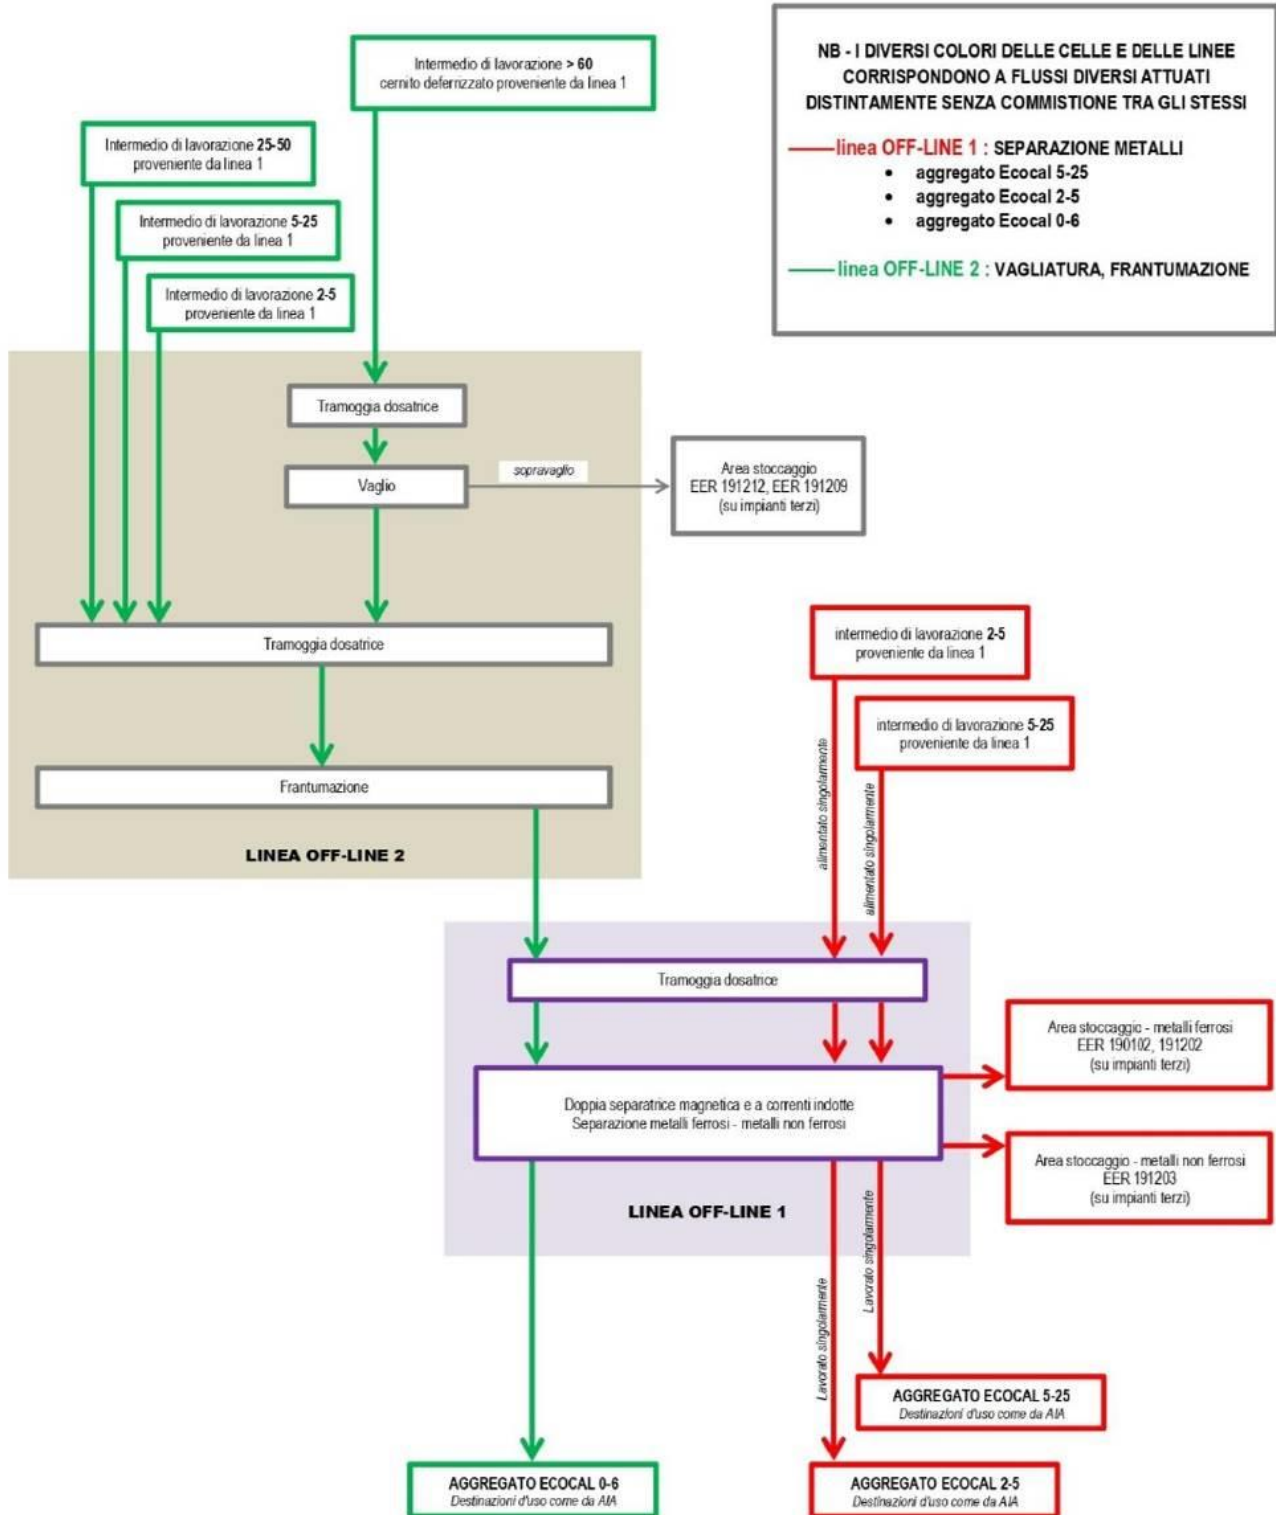 NB - I DIVERSI COLORI DELLE CELLE E DELLE LINEE
CORRISPONDONO A FLUSSI DIVERSI ATTUATI
DISTINTAMENTE SENZA COMMISTIONE TRA GLI STESSI
linea OFF-LINE 1 : SEPARAZIONE METALLI
• aggregato Ecocal 5-25
• aggregato Ecocal 2-5
• aggregato Ecocal 0-6
linea OFF-LINE 2 : VAGLIATURA, FRANTUMAZIONE
Intermedio di lavorazione > 60
cernito deferrizzato proveniente da linea 1
Intermedio di lavorazione 25-50
proveniente da linea 1
Intermedio di lavorazione 5-25
proveniente da linea 1
Intermedio di lavorazione 2-5
proveniente da linea 1
Tramoggia dosatrice
Vaglio
sopravaglio
Area stoccaggio
EER 191212, EER 191209
(su impianti terzi)
Tramoggia dosatrice
Frantumazione
LINEA OFF-LINE 2
intermedio di lavorazione 2-5
proveniente da linea 1
intermedio di lavorazione 5-25
proveniente da linea 1
alimentato singolarmente
alimentato singolarmente
Tramoggia dosatrice
Doppia separatrice magnetica e a correnti indotte
Separazione metalli ferrosi - metalli non ferrosi
Area stoccaggio - metalli ferrosi
EER 190102, 191202
(su impianti terzi)
Area stoccaggio - metalli non ferrosi
EER 191203
(su impianti terzi)
LINEA OFF-LINE 1
Lavorato singolarmente
Lavorato singolarmente
AGGREGATO ECOCAL 5-25
Destinazioni d'uso come da AIA
AGGREGATO ECOCAL 0-6
Destinazioni d'uso come da AIA
AGGREGATO ECOCAL 2-5
Destinazioni d'uso come da AIA